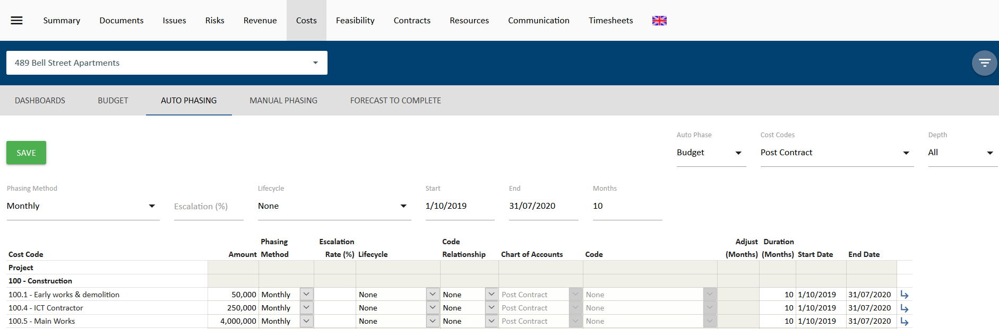 Summary Documents Issues Risks Revenue Costs Feasibility Contracts Resources Communication Timesheets
489 Bell Street Apartments
DASHBOARDS BUDGET AUTO PHASING MANUAL PHASING FORECAST TO COMPLETE
Auto Phase Cost Codes Depth
SAVE Budget Post Contract All
Phasing Method Lifecycle Start End Months
Monthly Escalation (%) None 1/10/2019 31/07/2020 10
Phasing Escalation Code Adjust Duration
Cost Code Amount Method Rate (%) Lifecycle Relationship Chart of Accounts Code (Months) (Months) Start Date End Date
Project
100 - Construction
100.1 - Early works & demolition 50,000 Monthly None None Post Contract None 10 1/10/2019 31/07/2020
100.4 - ICT Contractor 250,000 Monthly None None Post Contract None 10 1/10/2019 31/07/2020
100.5 - Main Works 4,000,000 Monthly None None Post Contract None 10 1/10/2019 31/07/2020